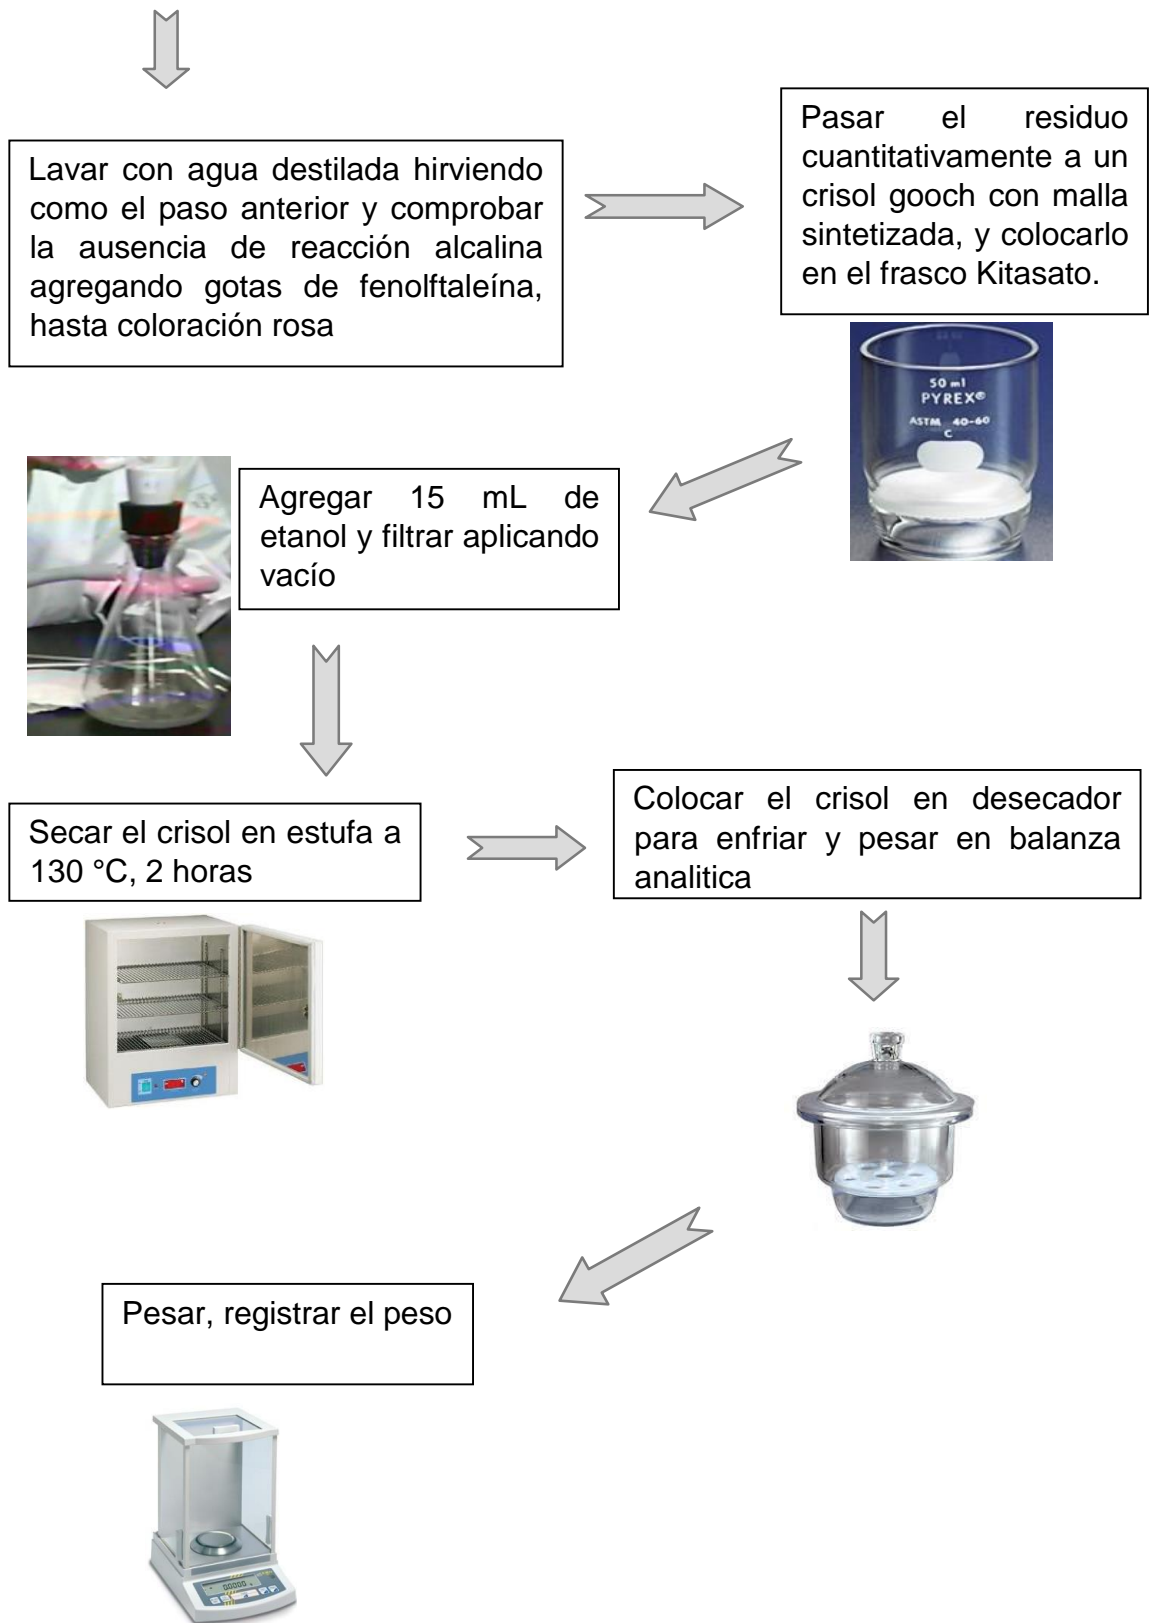 Lavar con agua destilada hirviendo
como el paso anterior y comprobar
la ausencia de reacción alcalina
agregando gotas de fenolftaleína,
hasta coloración rosa
Pasar el residuo
cuantitativamente a un
crisol gooch con malla
sintetizada, y colocarlo
en el frasco Kitasato.
50 ml
PYREX®
ASTM 40-60
C
Agregar 15 mL de
etanol y filtrar aplicando
vacío
Secar el crisol en estufa a
130 °C, 2 horas
Colocar el crisol en desecador
para enfriar y pesar en balanza
analitica
Pesar, registrar el peso